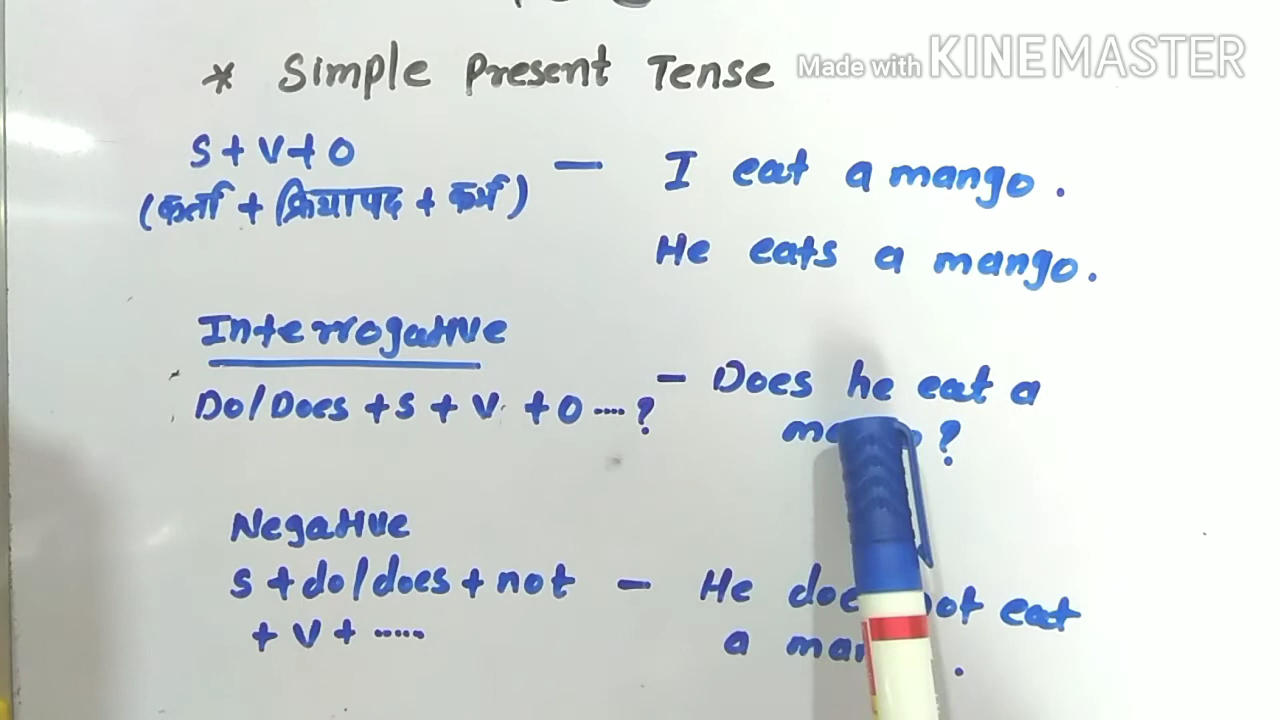 * Simple Present Tense
Made with KINEMASTER
S + V + O — I eat a mango.
(कर्ता + क्रियापद + कर्म)
He eats a mango.
Interrogative
Do/Does + S + V + O ....? – Does he eat a
?
Negative
S + do/does + not – He eat
+ V + ..... a .